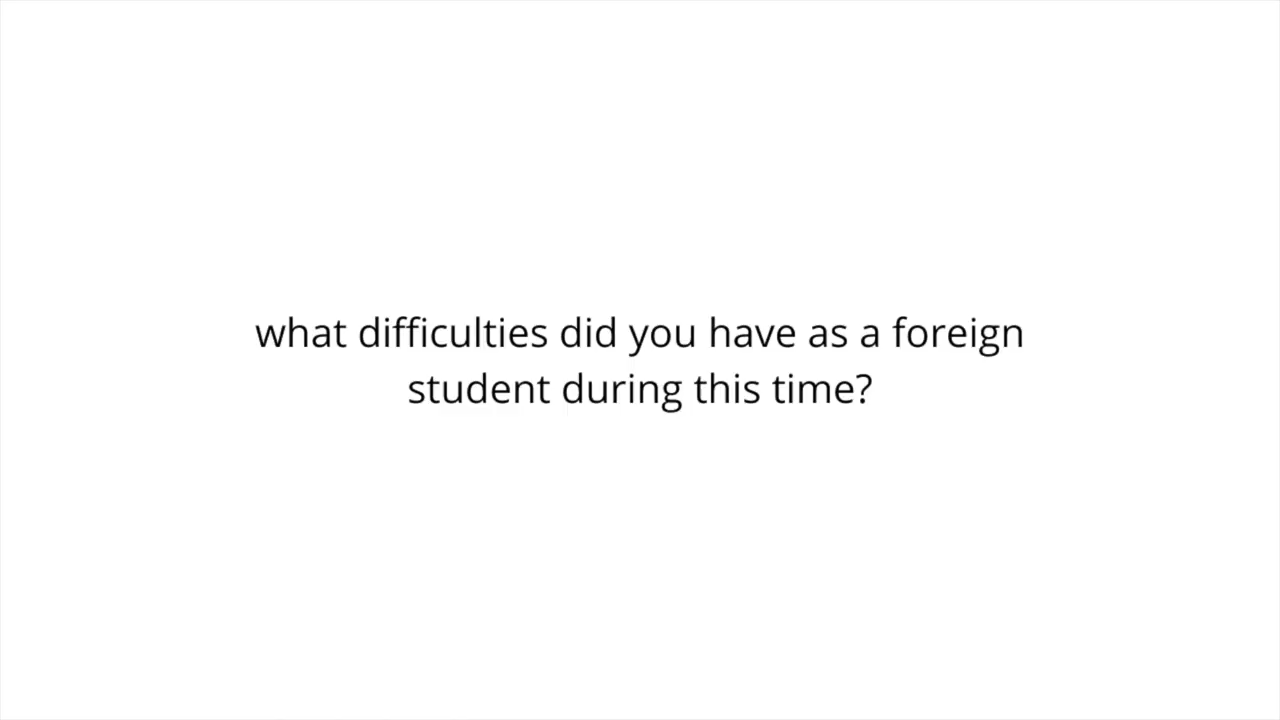 what difficulties did you have as a foreign
student during this time?